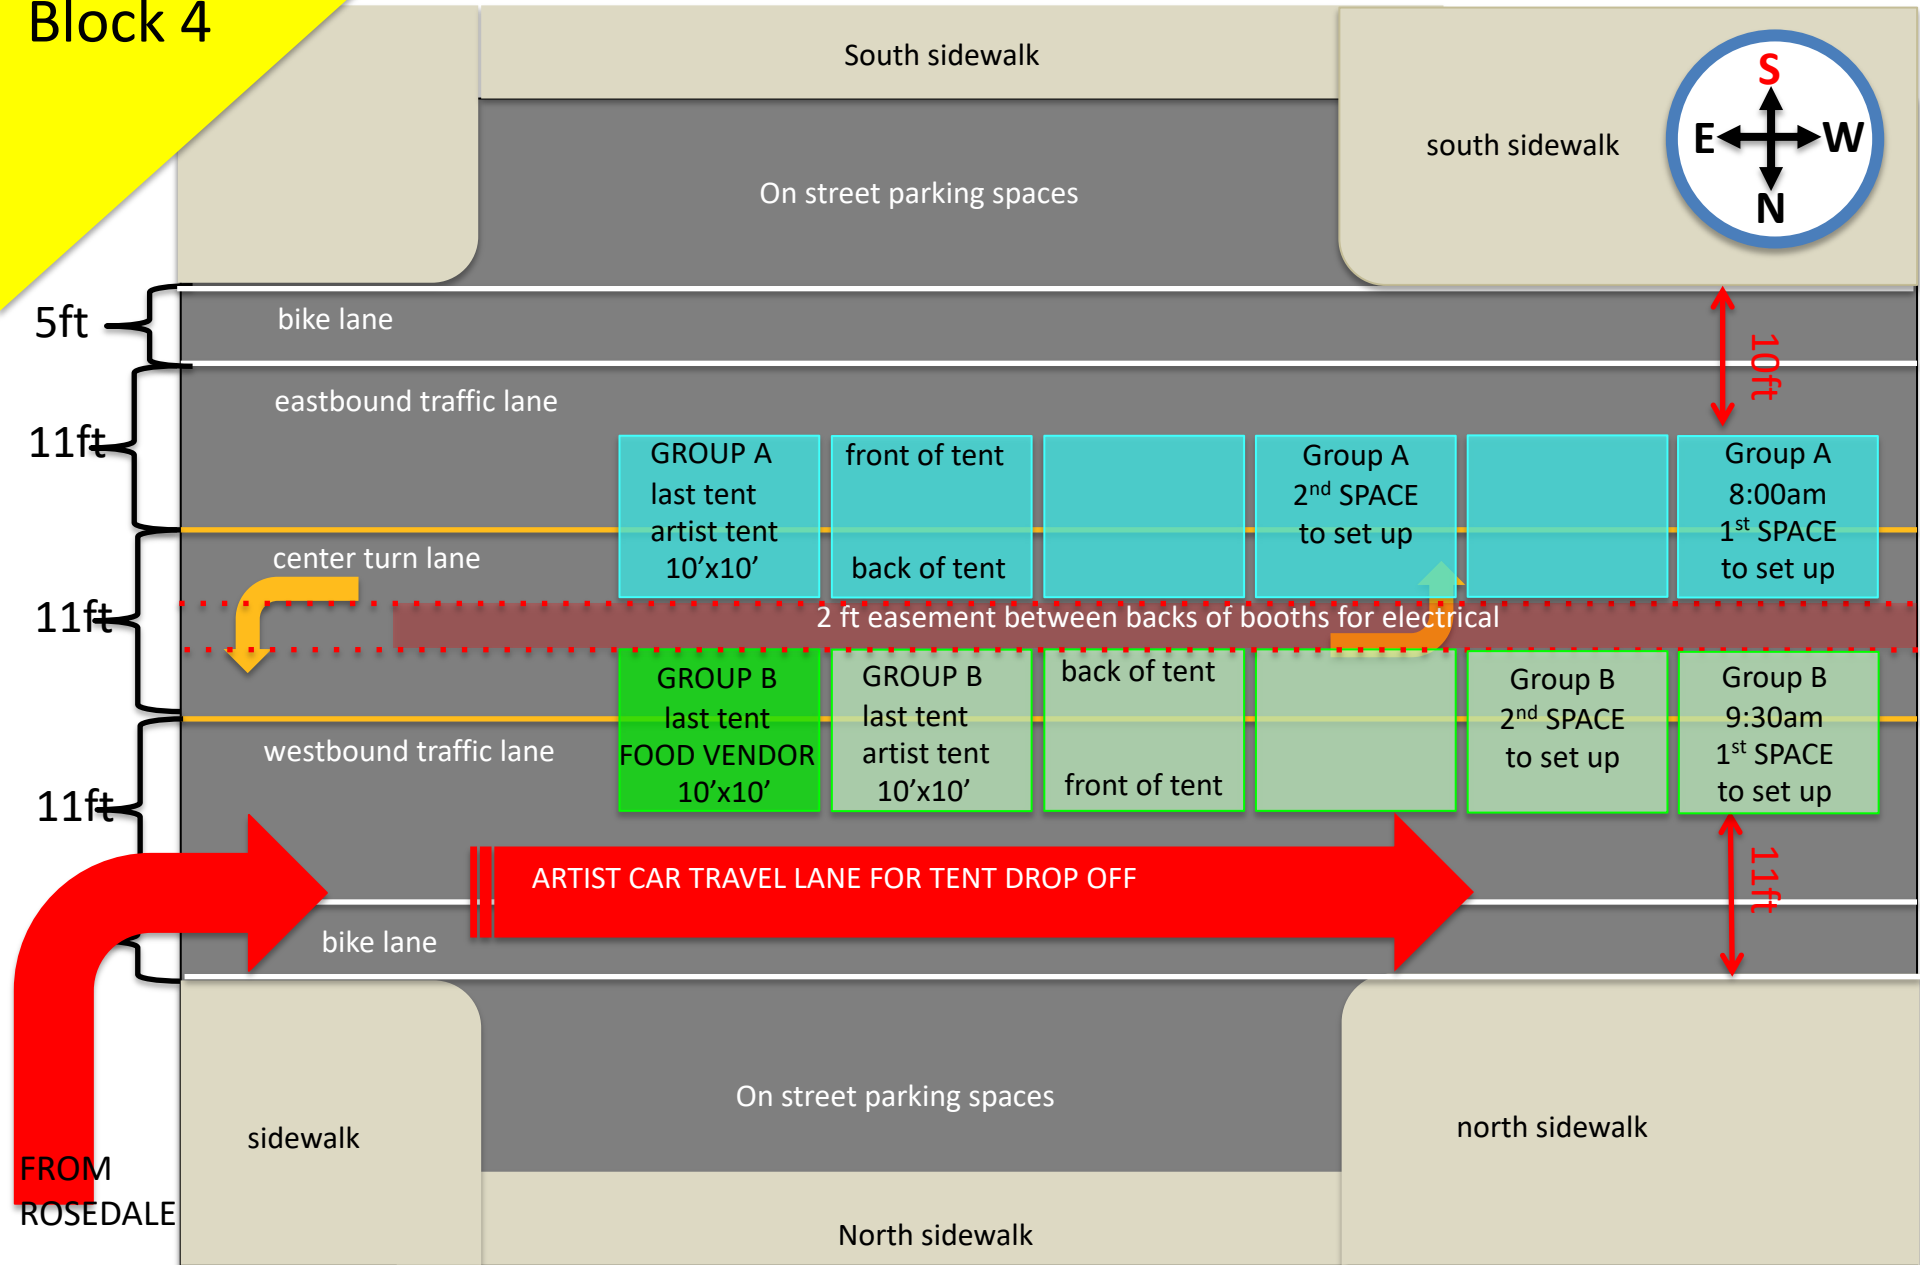 Block 4
South sidewalk
south sidewalk
S
E
W
N
On street parking spaces
5ft
bike lane
10ft
eastbound traffic lane
11ft
GROUP A
last tent
artist tent
10’x10’
front of tent
back of tent
Group A
2nd SPACE
to set up
Group A
8:00am
1st SPACE
to set up
center turn lane
11ft
2 ft easement between backs of booths for electrical
GROUP B
last tent
FOOD VENDOR
10’x10’
GROUP B
last tent
artist tent
10’x10’
back of tent
front of tent
Group B
2nd SPACE
to set up
Group B
9:30am
1st SPACE
to set up
westbound traffic lane
11ft
ARTIST CAR TRAVEL LANE FOR TENT DROP OFF
11ft
bike lane
On street parking spaces
sidewalk
north sidewalk
FROM
ROSEDALE
North sidewalk